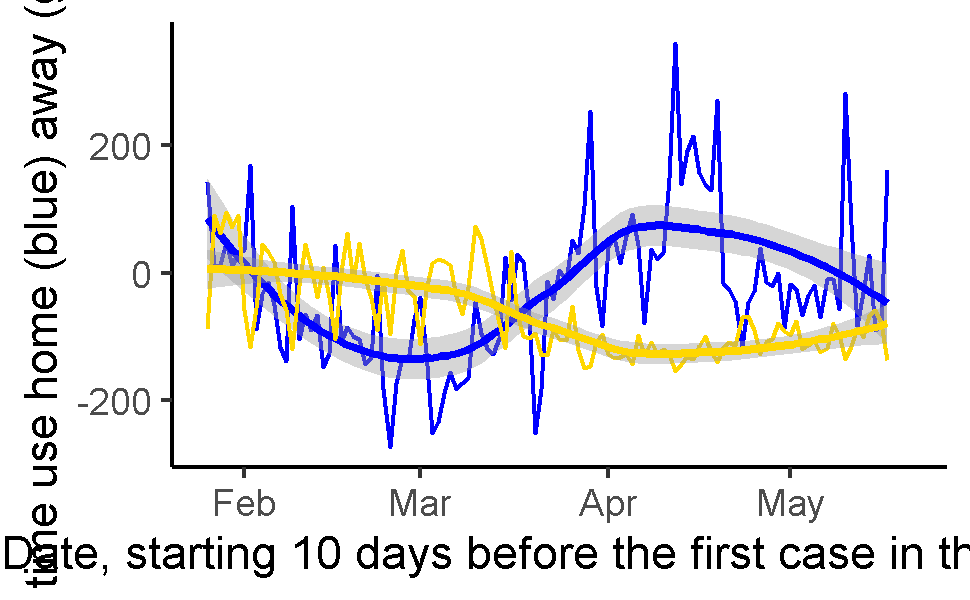 time use home (blue) away (
200
0
-200
Feb Mar Apr May
Date, starting 10 days before the first case in th